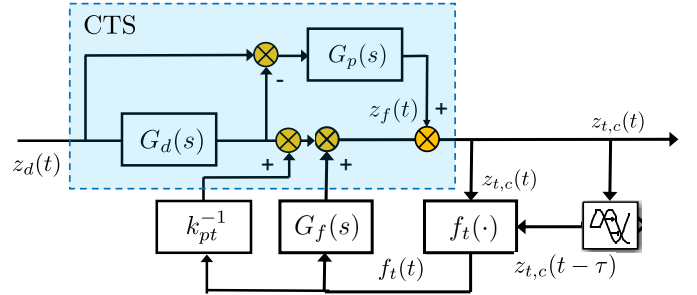 CTS
G_p(s)
-
z_f(t)
+
z_{t,c}(t)
G_d(s)
z_d(t)
+
+
z_{t,c}(t)
k_{pt}^{-1}
G_f(s)
f_t(·)
f_t(t)
z_{t,c}(t − τ)